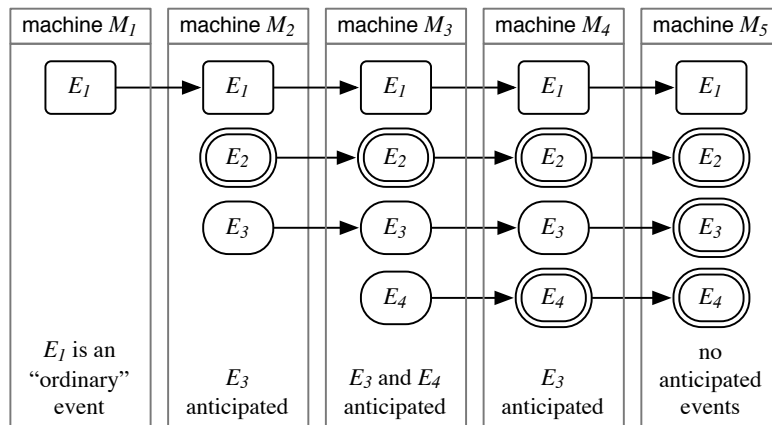 machine M1
machine M2
machine M3
machine M4
machine M5
E1
E1
E1
E1
E1
E2
E2
E2
E2
E3
E3
E3
E3
E4
E4
E4
E1 is an
“ordinary”
event
E3
anticipated
E3 and E4
anticipated
E3
anticipated
no
anticipated
events